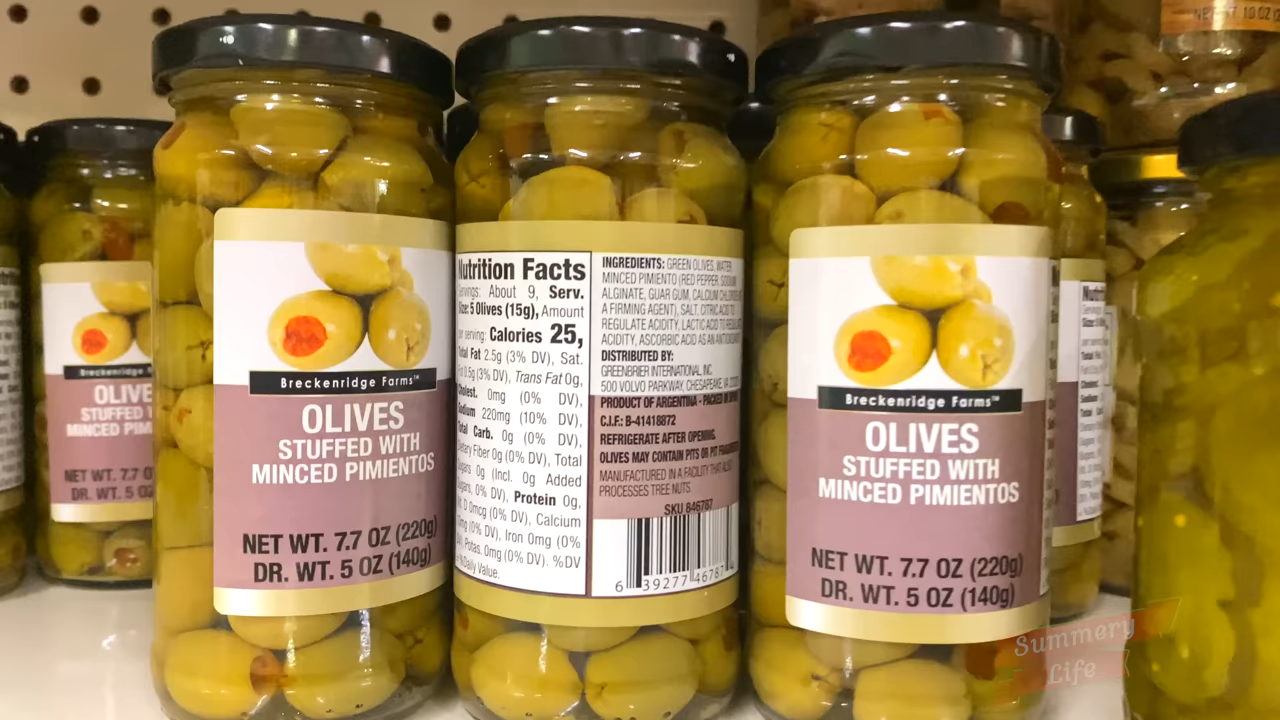 NET WT 10 OZ
OLIVE
STUFFED
MINCED PIM
NET WT. 7.7 O
DR. WT. 5 OZ
Breckenridge Farms™
OLIVES
STUFFED WITH
MINCED PIMIENTOS
NET WT. 7.7 OZ (220g)
DR. WT. 5 OZ (140g)
Nutrition Facts
Servings: About 9, Serv.
Size: 5 Olives (15g), Amount
per serving: Calories 25,
Total Fat 2.5g (3% DV), Sat.
Fat 0.5g (3% DV), Trans Fat 0g,
Cholest. 0mg (0% DV),
Sodium 220mg (10% DV),
Total Carb. 0g (0% DV),
Dietary Fiber 0g (0% DV), Total
Sugars 0g (Incl. 0g Added
Sugars, 0% DV), Protein 0g,
Vit. D 0mcg (0% DV), Calcium
0mg (0% DV), Iron 0mg (0%
DV), Potas. 0mg (0% DV). %DV
= %Daily Value.
INGREDIENTS: GREEN OLIVES, WATER,
MINCED PIMIENTO (RED PEPPER, SODIUM
ALGINATE, GUAR GUM, CALCIUM CHLORIDE AS
A FIRMING AGENT), SALT, CITRIC ACID TO
REGULATE ACIDITY, LACTIC ACID TO REGULATE
ACIDITY, ASCORBIC ACID AS AN ANTIOXIDANT
DISTRIBUTED BY:
GREENBRIER INTERNATIONAL, INC.
500 VOLVO PARKWAY, CHESAPEAKE, VA 23320
PRODUCT OF ARGENTINA - PACKED IN SPAIN
C.I.F.: B-41418872
REFRIGERATE AFTER OPENING.
OLIVES MAY CONTAIN PITS OR PIT FRAGMENTS
MANUFACTURED IN A FACILITY THAT ALSO
PROCESSES TREE NUTS.
SKU 846787
6 39277 46787 4
Breckenridge Farms™
OLIVES
STUFFED WITH
MINCED PIMIENTOS
NET WT. 7.7 OZ (220g)
DR. WT. 5 OZ (140g)
Summery
Life